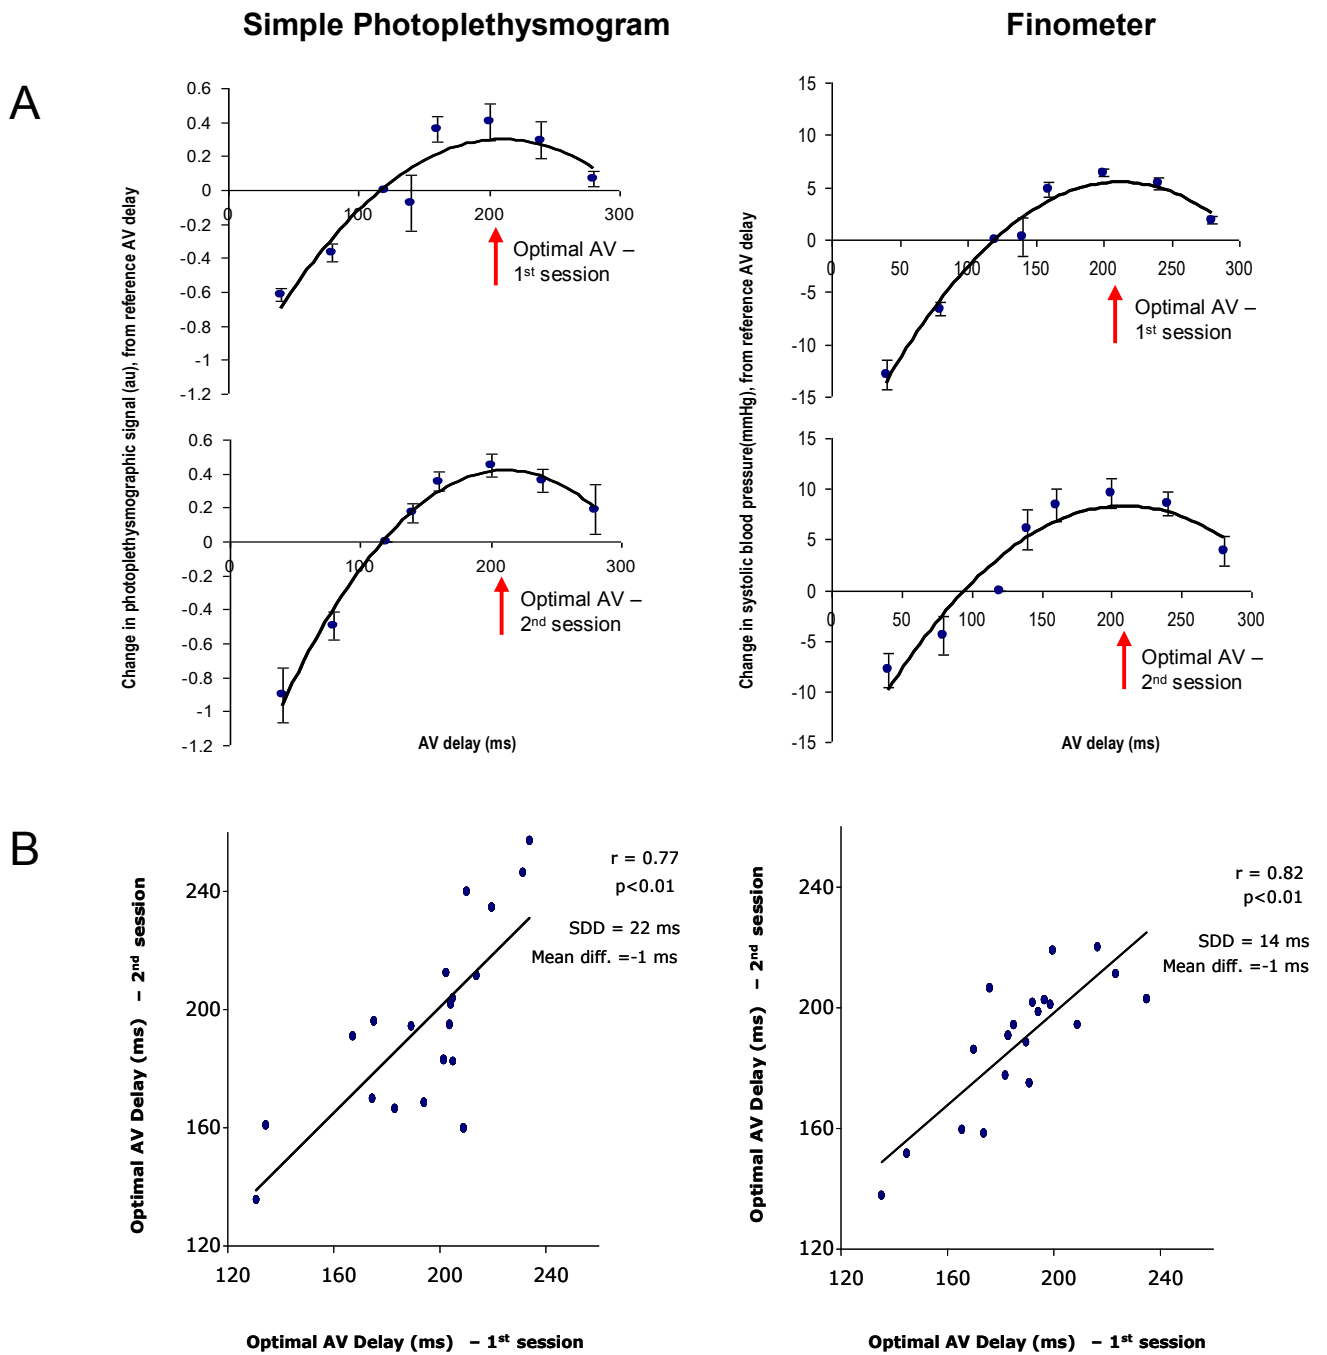 Simple Photoplethysmogram
Finometer
A
Change in photoplethysmographic signal (au), from reference AV delay
0.6
0.4
0.2
0
-0.2
-0.4
-0.6
-0.8
-1
-1.2
0
100
200
300
Optimal AV –
1st session
0.6
0.4
0.2
0
-0.2
-0.4
-0.6
-0.8
-1
-1.2
0
100
200
300
Optimal AV –
2nd session
AV delay (ms)
Change in systolic blood pressure(mmHg), from reference AV delay
15
10
5
0
-5
-10
-15
0
50
100
150
200
250
300
Optimal AV –
1st session
15
10
5
0
-5
-10
-15
0
50
100
150
200
250
300
Optimal AV –
2nd session
AV delay (ms)
B
Optimal AV Delay (ms) – 2nd session
240
200
160
120
r = 0.77
p<0.01
SDD = 22 ms
Mean diff. =-1 ms
120
160
200
240
Optimal AV Delay (ms) – 1st session
Optimal AV Delay (ms) – 2nd session
240
200
160
120
r = 0.82
p<0.01
SDD = 14 ms
Mean diff. =-1 ms
120
160
200
240
Optimal AV Delay (ms) – 1st session